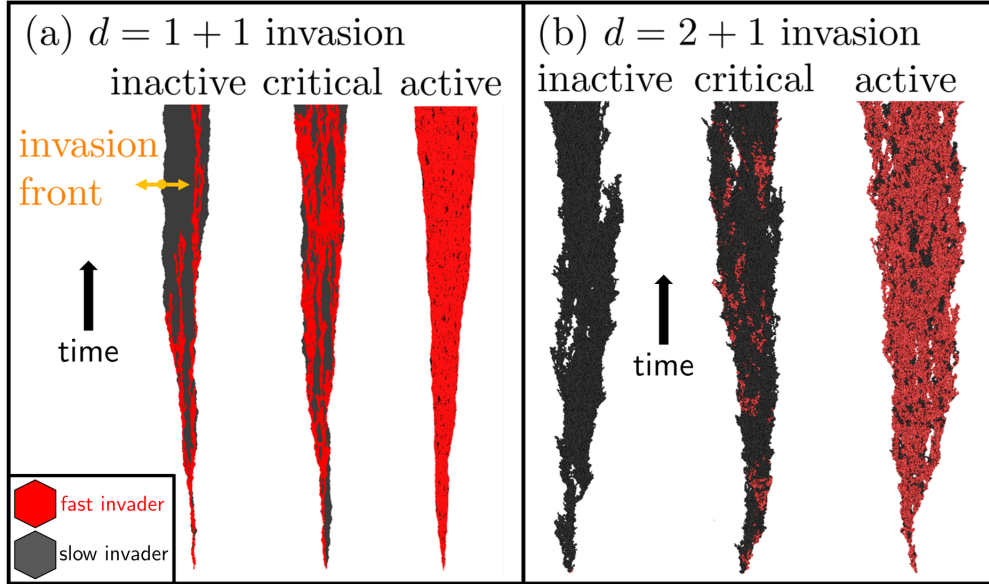 (a) d = 1 + 1 invasion
inactive critical active
invasion
front
time
fast invader
slow invader
(b) d = 2 + 1 invasion
inactive critical active
time